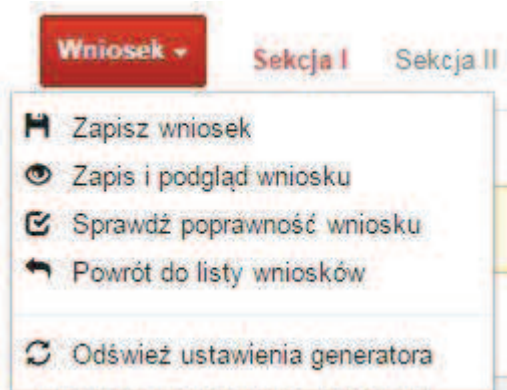 Wniosek
Sekcja I
Sekcja II
Zapisz wniosek
Zapis i podgląd wniosku
Sprawdź poprawność wniosku
Powrót do listy wniosków
Odśwież ustawienia generatora